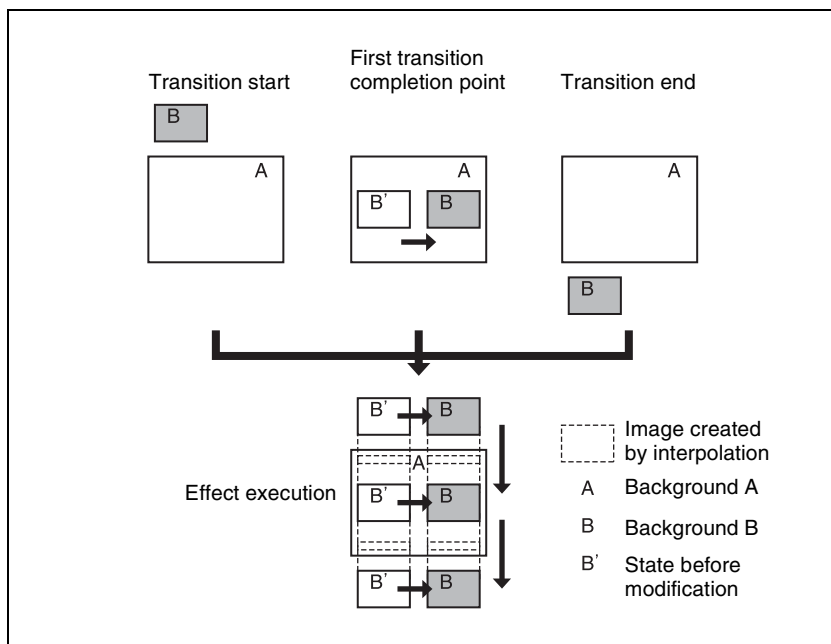 Transition start
First transition
completion point
Transition end
B
A
A
B'
B
A
B
B'
B
A
Effect execution
B'
B
B'
B
Image created
by interpolation
A Background A
B Background B
B' State before
modification